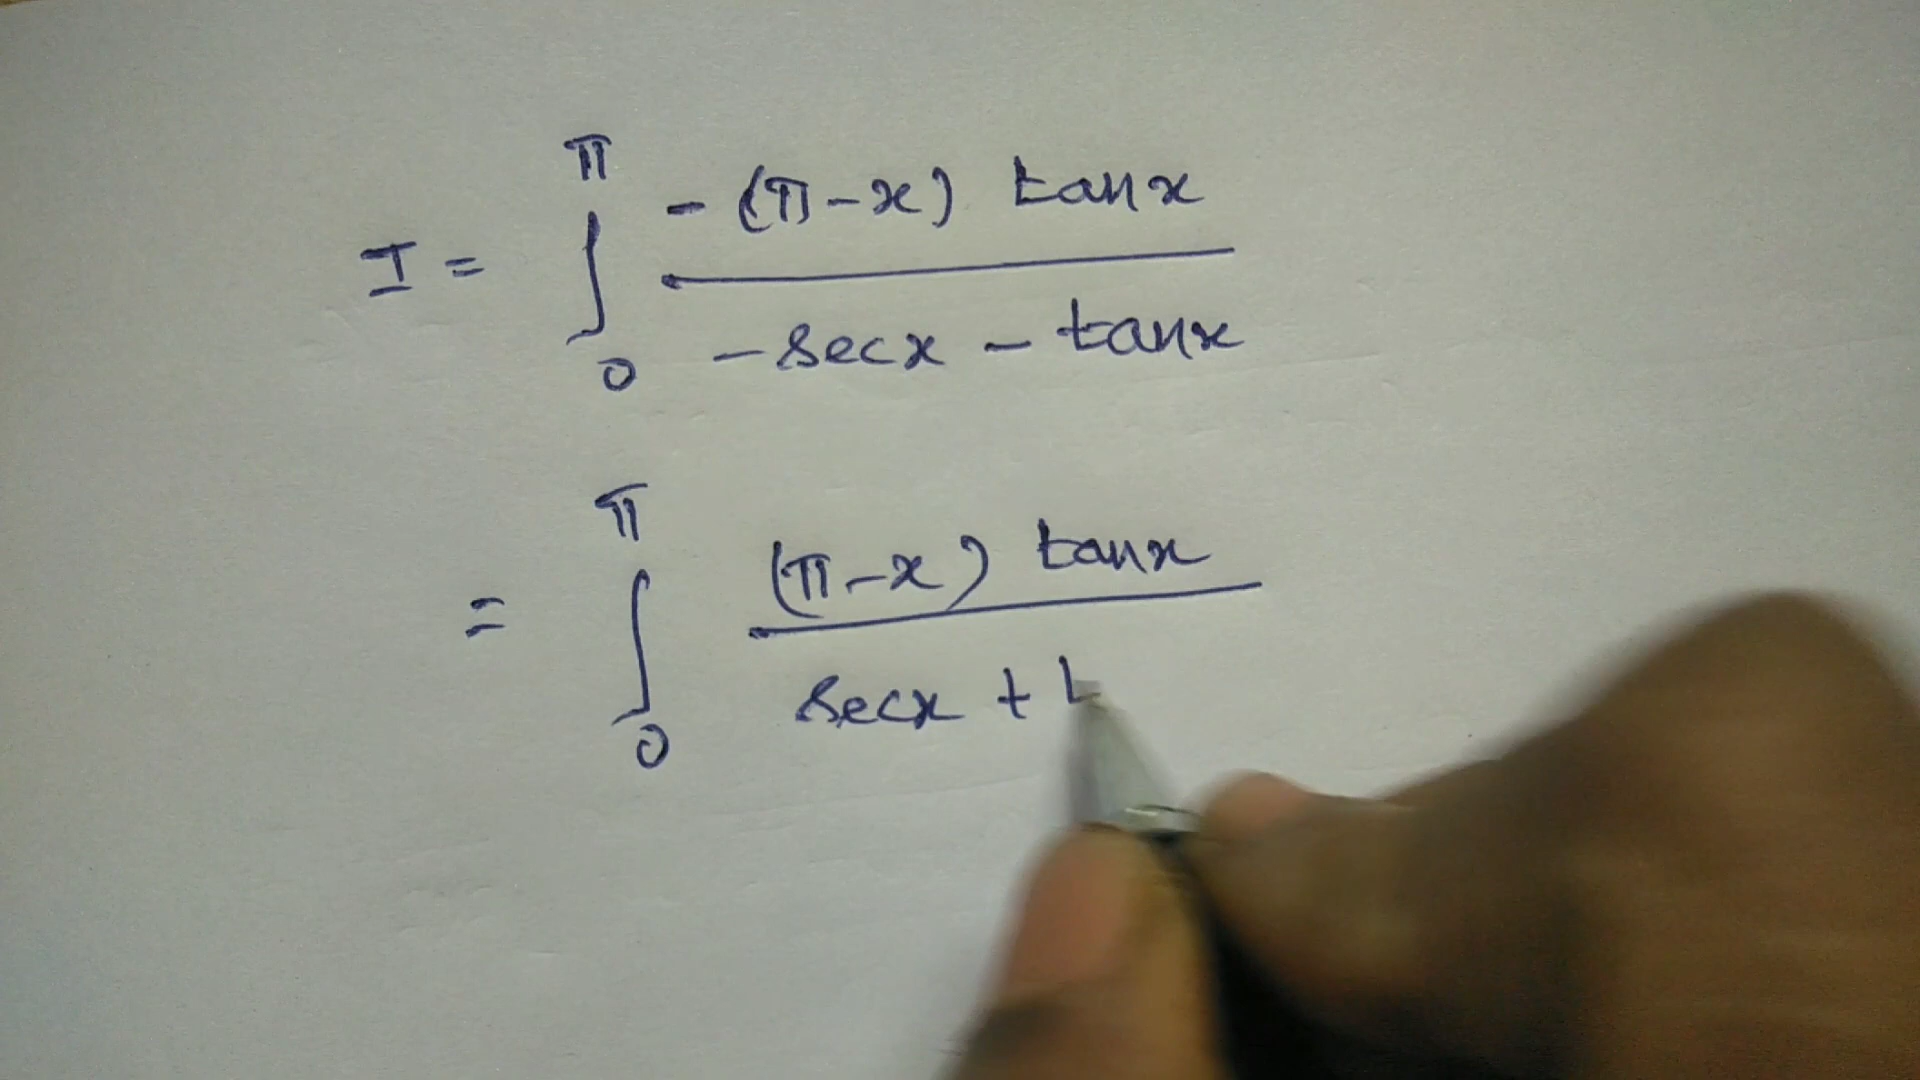 I = ∫₀^π -(π-x) tanx / -secx - tanx
= ∫₀^π (π-x) tanx / secx + t